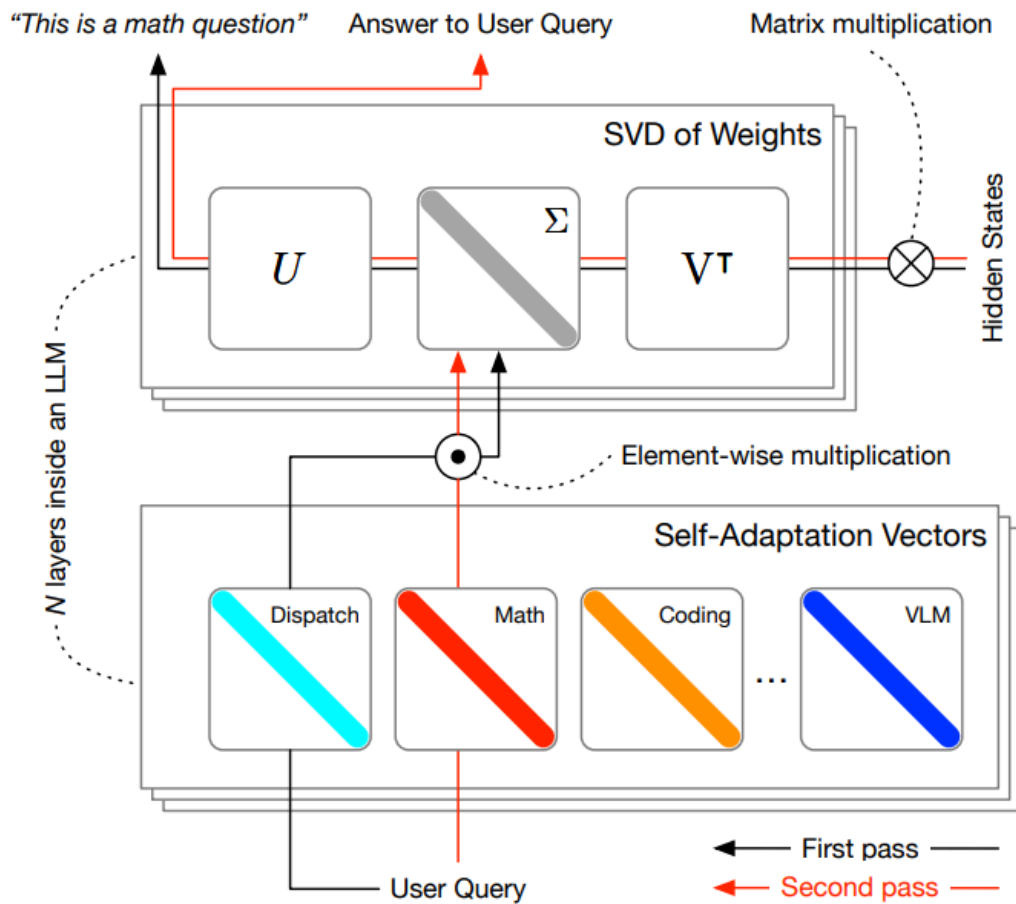 “This is a math question”
Answer to User Query
Matrix multiplication
SVD of Weights
U
Σ
V⊤
Hidden States
N layers inside an LLM
Element-wise multiplication
Self-Adaptation Vectors
Dispatch
Math
Coding
...
VLM
User Query
First pass
Second pass